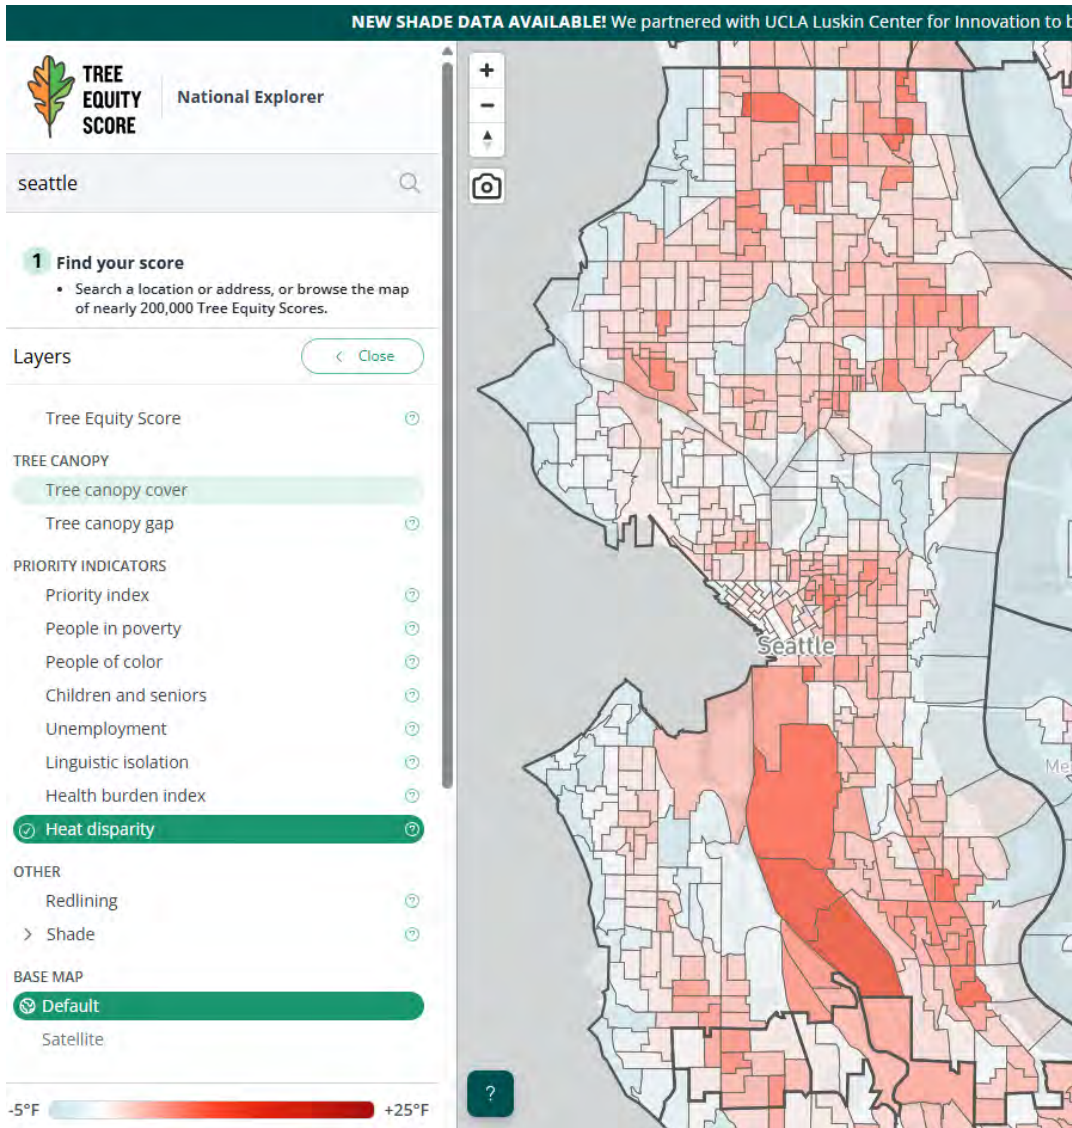 NEW SHADE DATA AVAILABLE! We partnered with UCLA Luskin Center for Innovation to
TREE
EQUITY
SCORE
National Explorer
seattle
1 Find your score
• Search a location or address, or browse the map
of nearly 200,000 Tree Equity Scores.
Layers
< Close
Tree Equity Score
TREE CANOPY
Tree canopy cover
Tree canopy gap
PRIORITY INDICATORS
Priority index
People in poverty
People of color
Children and seniors
Unemployment
Linguistic isolation
Health burden index
Heat disparity
OTHER
Redlining
> Shade
BASE MAP
Default
Satellite
-5°F
+25°F
+
−
Seattle
Me
?